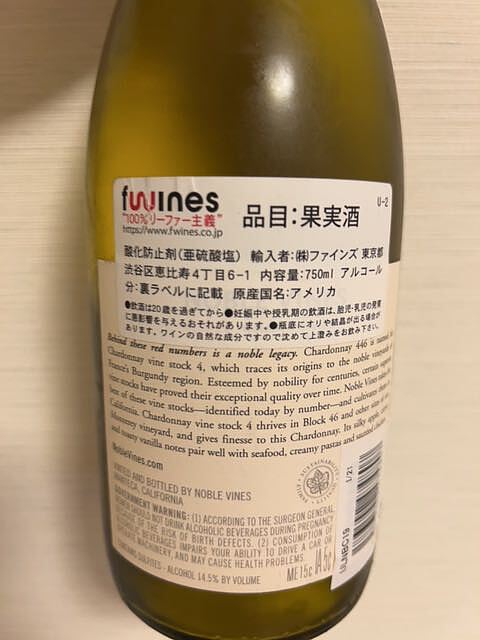 fwines
"100%リーファー主義"
https://www.fwines.co.jp
品目:果実酒
U-2
酸化防止剤(亜硫酸塩) 輸入者:㈱ファインズ 東京都
渋谷区恵比寿4丁目6-1 内容量:750ml アルコール
分:裏ラベルに記載 原産国名:アメリカ
●飲酒は20歳を過ぎてから●妊娠中や授乳期の飲酒は、胎児・乳児の発育
に悪影響を与えるおそれがあります。●瓶底にオリや結晶が出る場合が
あります。ワインの自然な成分ですので沈めて上澄みをお飲み下さい。
Behind these red numbers is a noble legacy. Chardonnay 446 is named
Chardonnay vine stock 4, which traces its origins to the noble vineyards
France's Burgundy region. Esteemed by nobility for centuries, certain
vine stocks have proved their exceptional quality over time. Noble Vines
one of these vine stocks—identified today by number—and cultivates
California. Chardonnay vine stock 4 thrives in Block 46 and other
Monterey vineyard, and gives finesse to this Chardonnay. Its silky
and toasty vanilla notes pair well with seafood, creamy pastas and sautéed
NobleVines.com
VINTED AND BOTTLED BY NOBLE VINES
MANTECA, CALIFORNIA
GOVERNMENT WARNING: (1) ACCORDING TO THE SURGEON GENERAL,
WOMEN SHOULD NOT DRINK ALCOHOLIC BEVERAGES DURING PREGNANCY
BECAUSE OF THE RISK OF BIRTH DEFECTS. (2) CONSUMPTION OF
ALCOHOLIC BEVERAGES IMPAIRS YOUR ABILITY TO DRIVE A CAR OR
OPERATE MACHINERY, AND MAY CAUSE HEALTH PROBLEMS.
CONTAINS SULFITES - ALCOHOL 14.5% BY VOLUME
ME 15¢ IA 5¢
SUSTAINABILITY
1/21